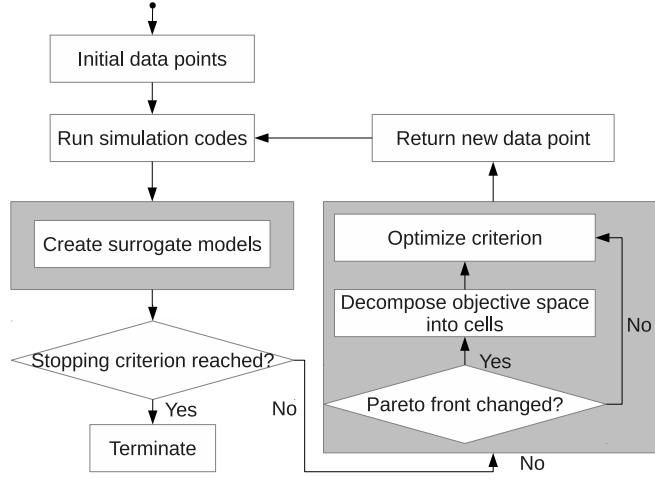 Initial data points
Run simulation codes
Return new data point
Create surrogate models
Optimize criterion
Decompose objective space
into cells
No
Stopping criterion reached?
Yes
Pareto front changed?
Yes
No
Terminate
No